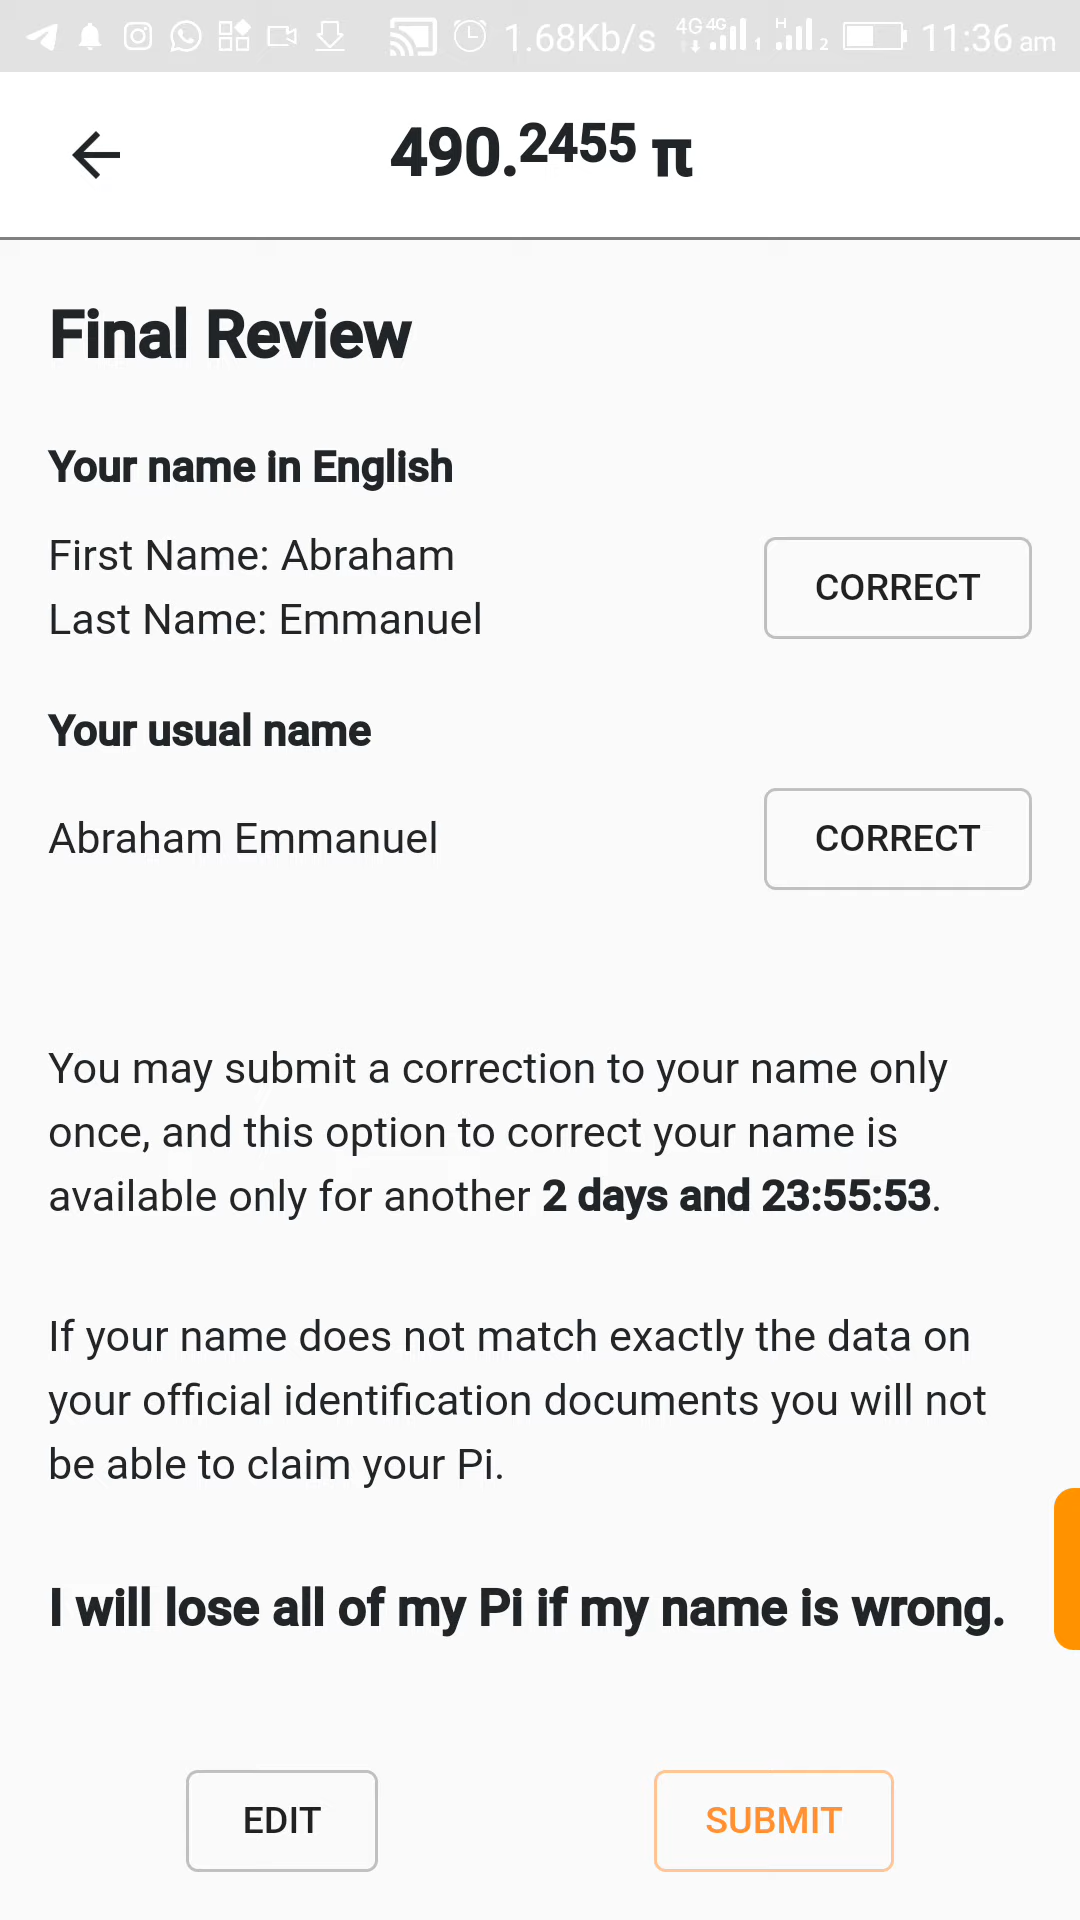 1.68Kb/s 4G 4G 1 H 2 11:36 am
490.2455 π
Final Review
Your name in English
First Name: Abraham
Last Name: Emmanuel
CORRECT
Your usual name
Abraham Emmanuel
CORRECT
You may submit a correction to your name only
once, and this option to correct your name is
available only for another 2 days and 23:55:53.
If your name does not match exactly the data on
your official identification documents you will not
be able to claim your Pi.
I will lose all of my Pi if my name is wrong.
EDIT
SUBMIT